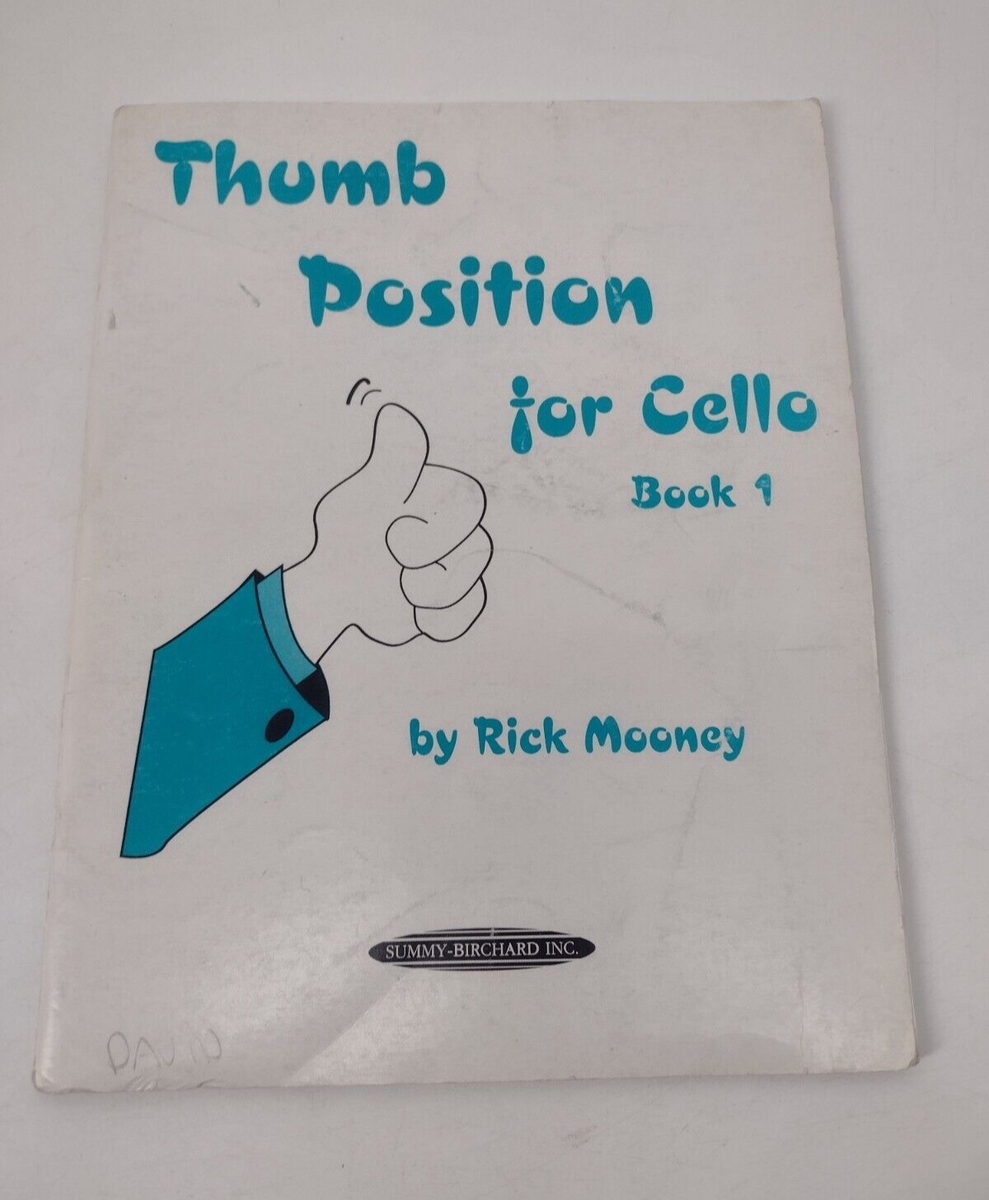 Thumb
Position
for Cello
Book 1
by Rick Mooney
SUMMY-BIRCHARD INC.